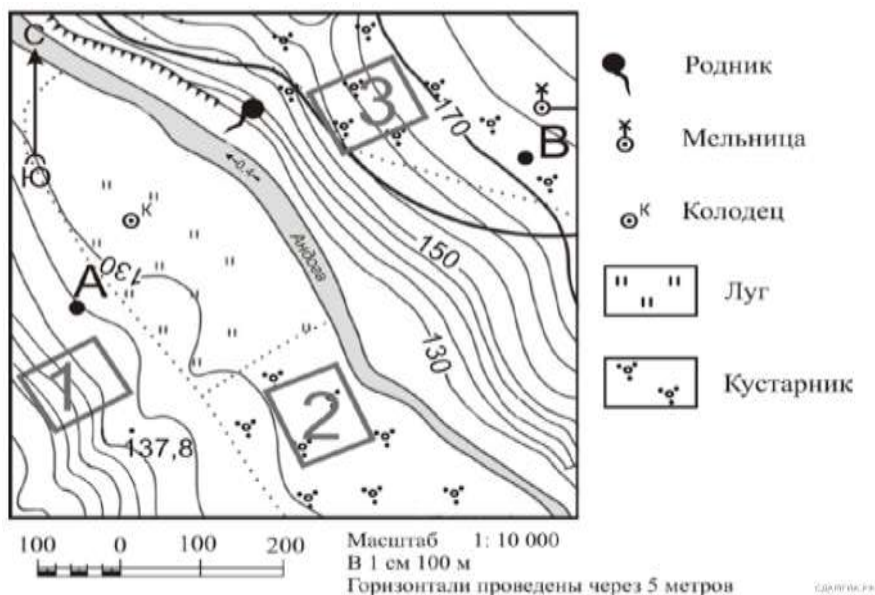 С
Ю
3
170
В
К
0.4
Андога
150
130
А
130
1
2
137,8
Родник
Мельница
К
Колодец
Луг
Кустарник
100 0 100 200
Масштаб 1: 10 000
В 1 см 100 м
Горизонтали проведены через 5 метров